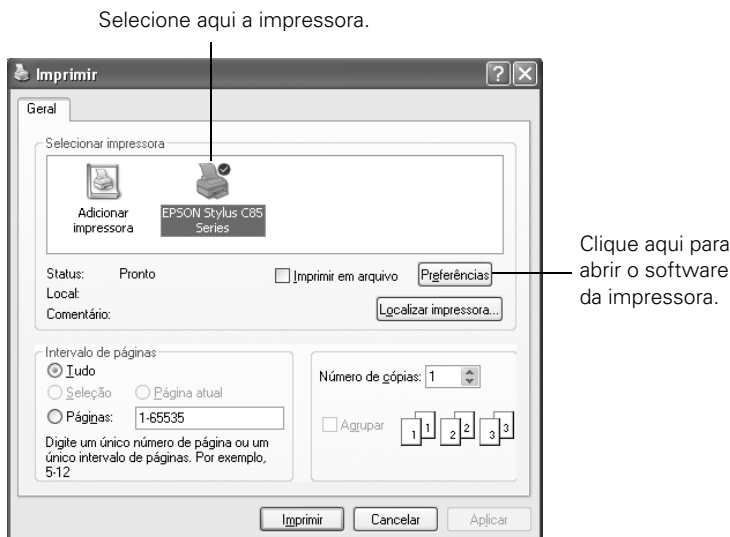 Selecione aqui a impressora.
Imprimir
Geral
Selecionar impressora
Adicionar
impressora
EPSON Stylus C85
Series
Status: Pronto
Imprimir em arquivo
Preferências
Local:
Comentário:
Localizar impressora...
Clique aqui para
abrir o software
da impressora.
Intervalo de páginas
Tudo
Seleção
Página atual
Páginas: 1-65535
Digite um único número de página ou um
único intervalo de páginas. Por exemplo,
5-12
Número de cópias: 1
Agrupar
1 1 2 2 3 3
Imprimir
Cancelar
Aplicar